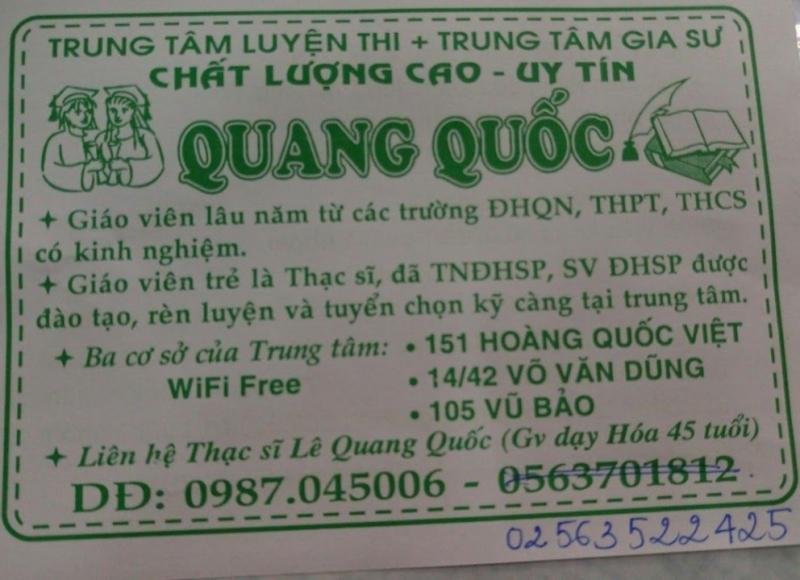 TRUNG TÂM LUYỆN THI + TRUNG TÂM GIA SƯ
CHẤT LƯỢNG CAO - UY TÍN
QUANG QUỐC
+ Giáo viên lâu năm từ các trường ĐHQN, THPT, THCS
có kinh nghiệm.
+ Giáo viên trẻ là Thạc sĩ, đã TNĐHSP, SV ĐHSP được
đào tạo, rèn luyện và tuyển chọn kỹ càng tại trung tâm.
+ Ba cơ sở của Trung tâm: • 151 HOÀNG QUỐC VIỆT
WiFi Free • 14/42 VÕ VĂN DŨNG
• 105 VŨ BẢO
+ Liên hệ Thạc sĩ Lê Quang Quốc (Gv dạy Hóa 45 tuổi)
DĐ: 0987.045006 - 0563701812
02563522425